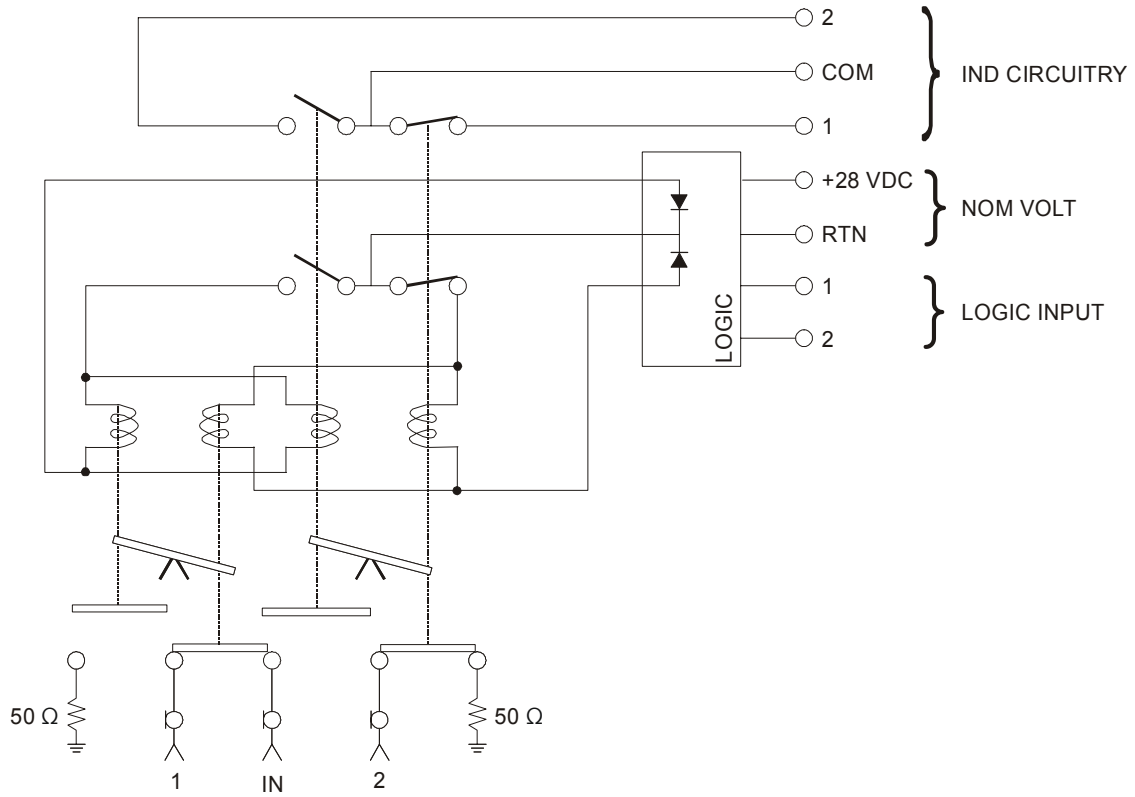 2
COM
IND CIRCUITRY
1
+28 VDC
NOM VOLT
RTN
1
LOGIC INPUT
2
LOGIC
50 Ω
50 Ω
1
IN
2